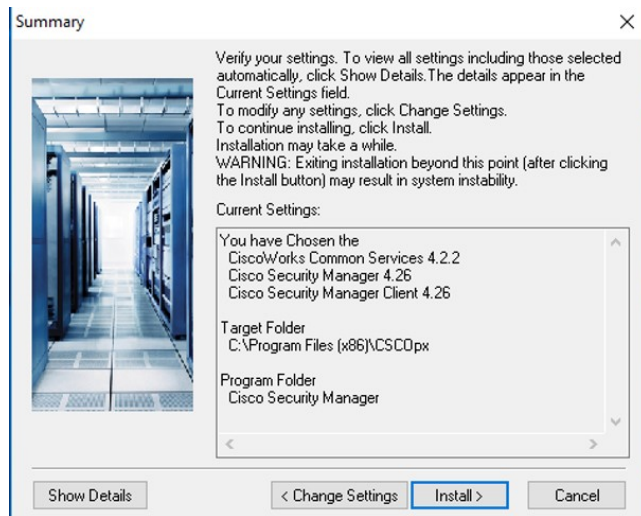 Summary
Verify your settings. To view all settings including those selected
automatically, click Show Details.The details appear in the
Current Settings field.
To modify any settings, click Change Settings.
To continue installing, click Install.
Installation may take a while.
WARNING: Exiting installation beyond this point (after clicking
the Install button) may result in system instability.
Current Settings:
You have Chosen the
CiscoWorks Common Services 4.2.2
Cisco Security Manager 4.26
Cisco Security Manager Client 4.26
Target Folder
C:\Program Files (x86)\CSCOpx
Program Folder
Cisco Security Manager
Show Details
< Change Settings
Install >
Cancel